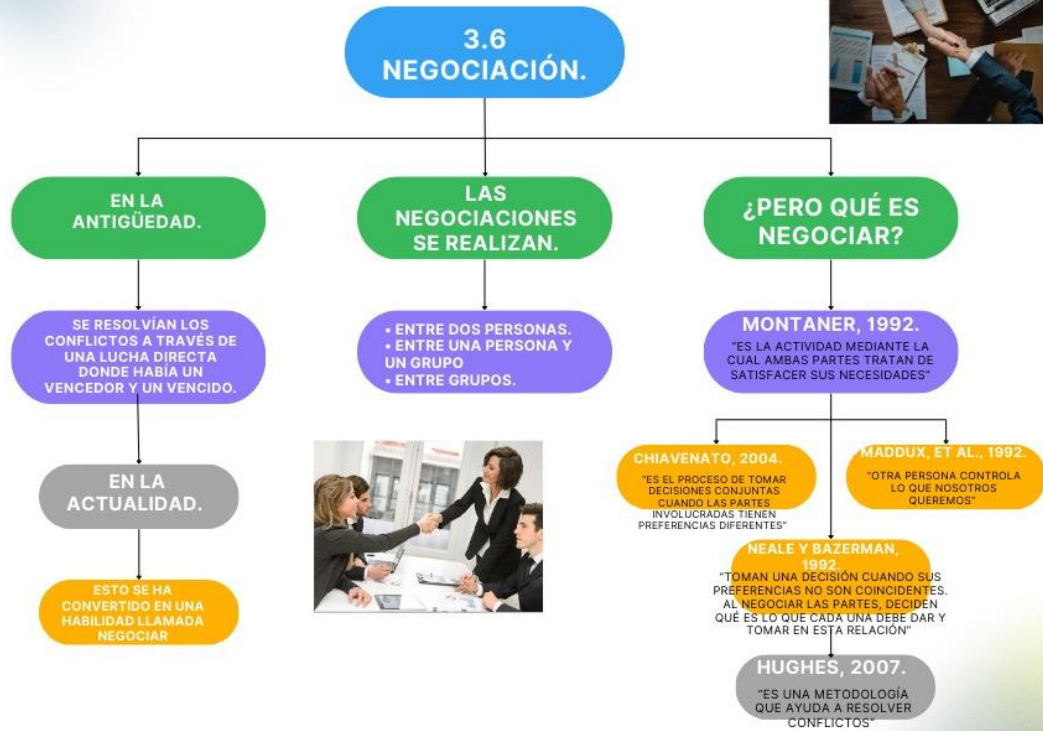 3.6
NEGOCIACIÓN.
EN LA
ANTIGÜEDAD.
SE RESOLVÍAN LOS
CONFLICTOS A TRAVÉS DE
UNA LUCHA DIRECTA
DONDE HABÍA UN
VENCEDOR Y UN VENCIDO.
EN LA
ACTUALIDAD.
ESTO SE HA
CONVERTIDO EN UNA
HABILIDAD LLAMADA
NEGOCIAR
LAS
NEGOCIACIONES
SE REALIZAN.
• ENTRE DOS PERSONAS.
• ENTRE UNA PERSONA Y
UN GRUPO
• ENTRE GRUPOS.
¿PERO QUÉ ES
NEGOCIAR?
MONTANER, 1992.
"ES LA ACTIVIDAD MEDIANTE LA
CUAL AMBAS PARTES TRATAN DE
SATISFACER SUS NECESIDADES"
CHIAVENATO, 2004.
"ES EL PROCESO DE TOMAR
DECISIONES CONJUNTAS
CUANDO LAS PARTES
INVOLUCRADAS TIENEN
PREFERENCIAS DIFERENTES"
MADDUX, ET AL., 1992.
"OTRA PERSONA CONTROLA
LO QUE NOSOTROS
QUEREMOS"
NEALE Y BAZERMAN,
1992.
"TOMAN UNA DECISIÓN CUANDO SUS
PREFERENCIAS NO SON COINCIDENTES.
AL NEGOCIAR LAS PARTES, DECIDEN
QUÉ ES LO QUE CADA UNA DEBE DAR Y
TOMAR EN ESTA RELACIÓN"
HUGHES, 2007.
"ES UNA METODOLOGÍA
QUE AYUDA A RESOLVER
CONFLICTOS"